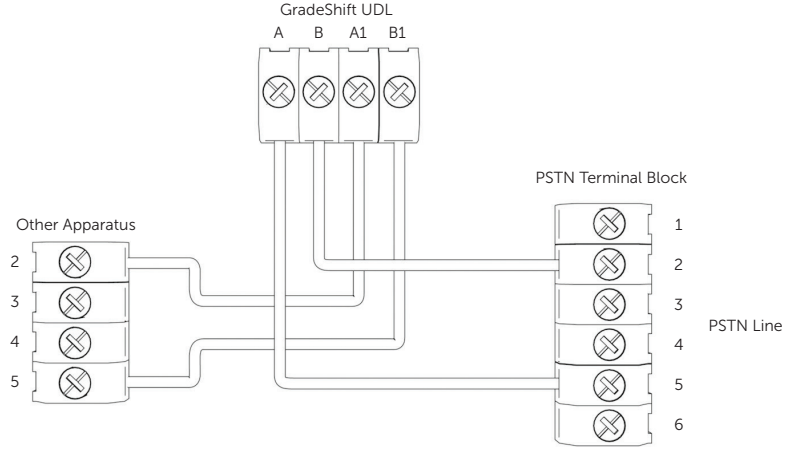 GradeShift UDL
A B A1 B1
PSTN Terminal Block
1
2
3
4
5
6
PSTN Line
Other Apparatus
2
3
4
5